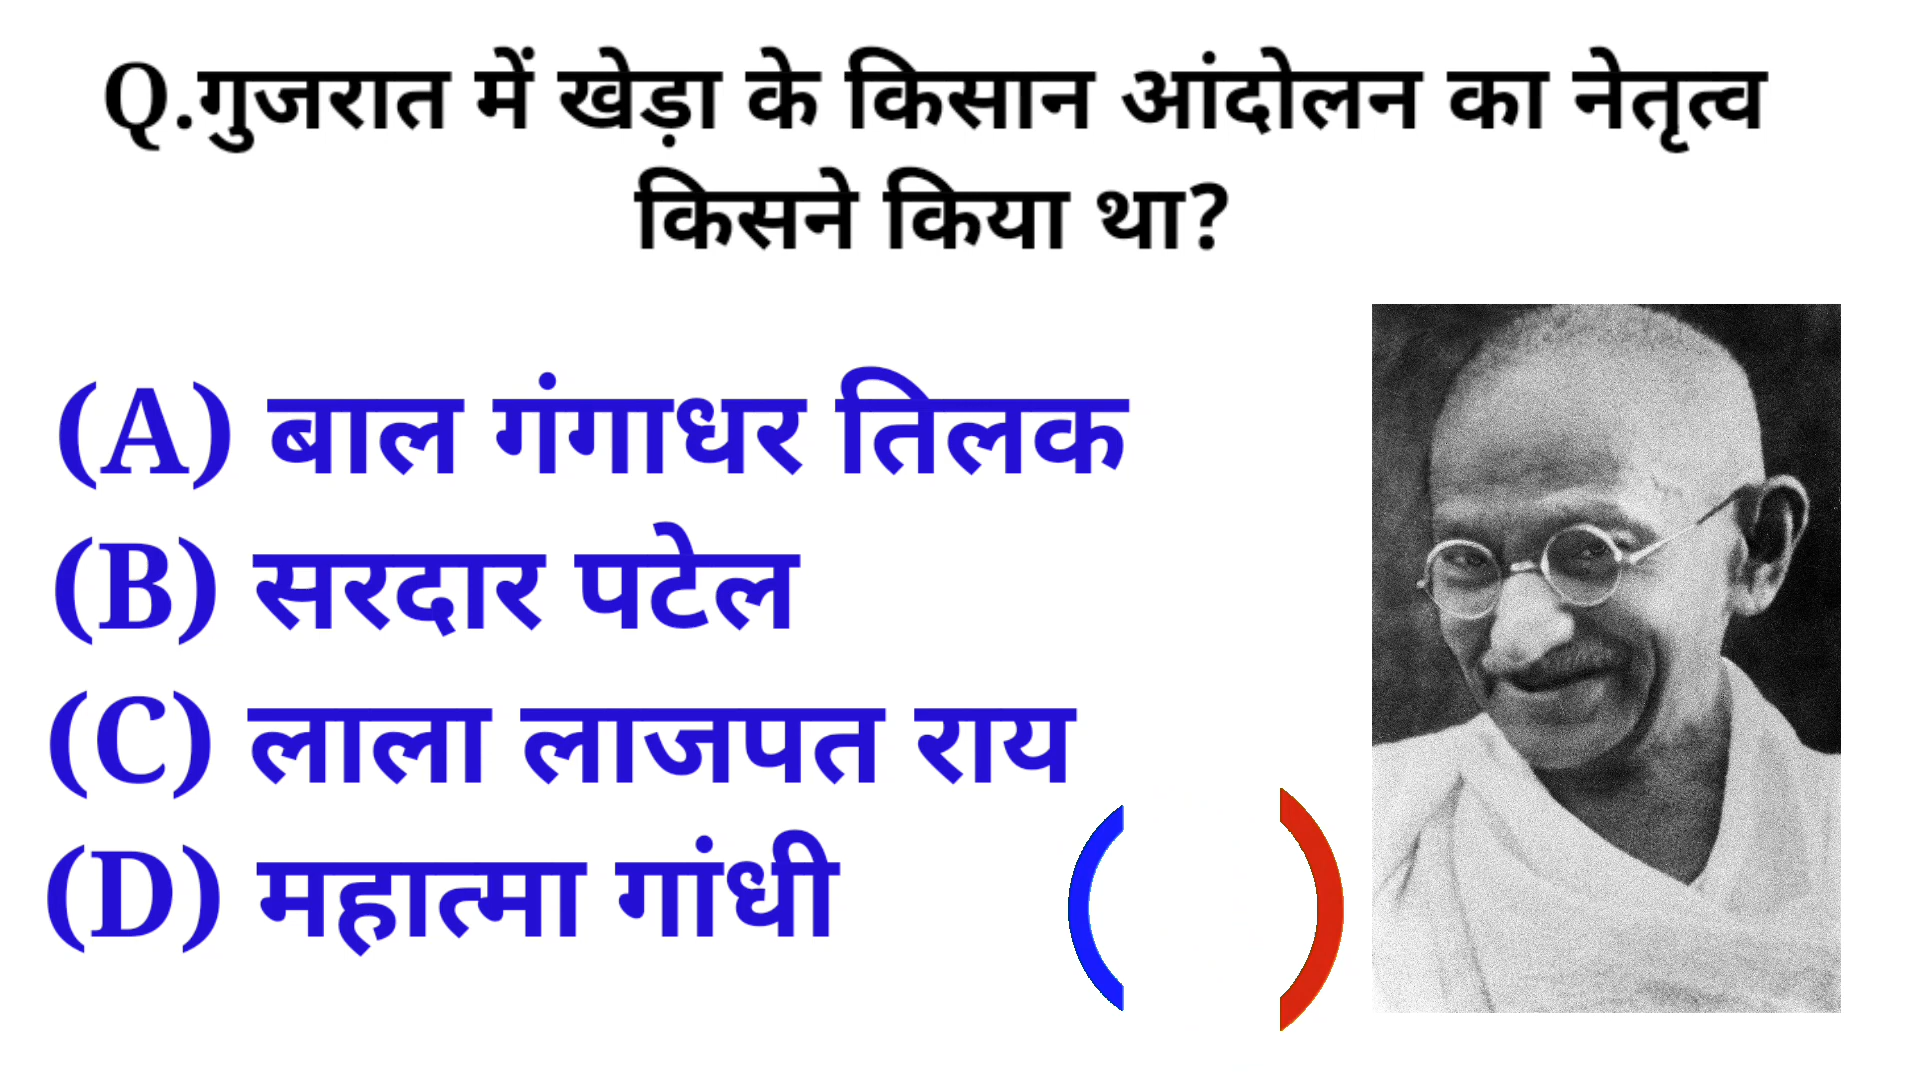 Q.गुजरात में खेड़ा के किसान आंदोलन का नेतृत्व
किसने किया था?
(A) बाल गंगाधर तिलक
(B) सरदार पटेल
(C) लाला लाजपत राय
(D) महात्मा गांधी